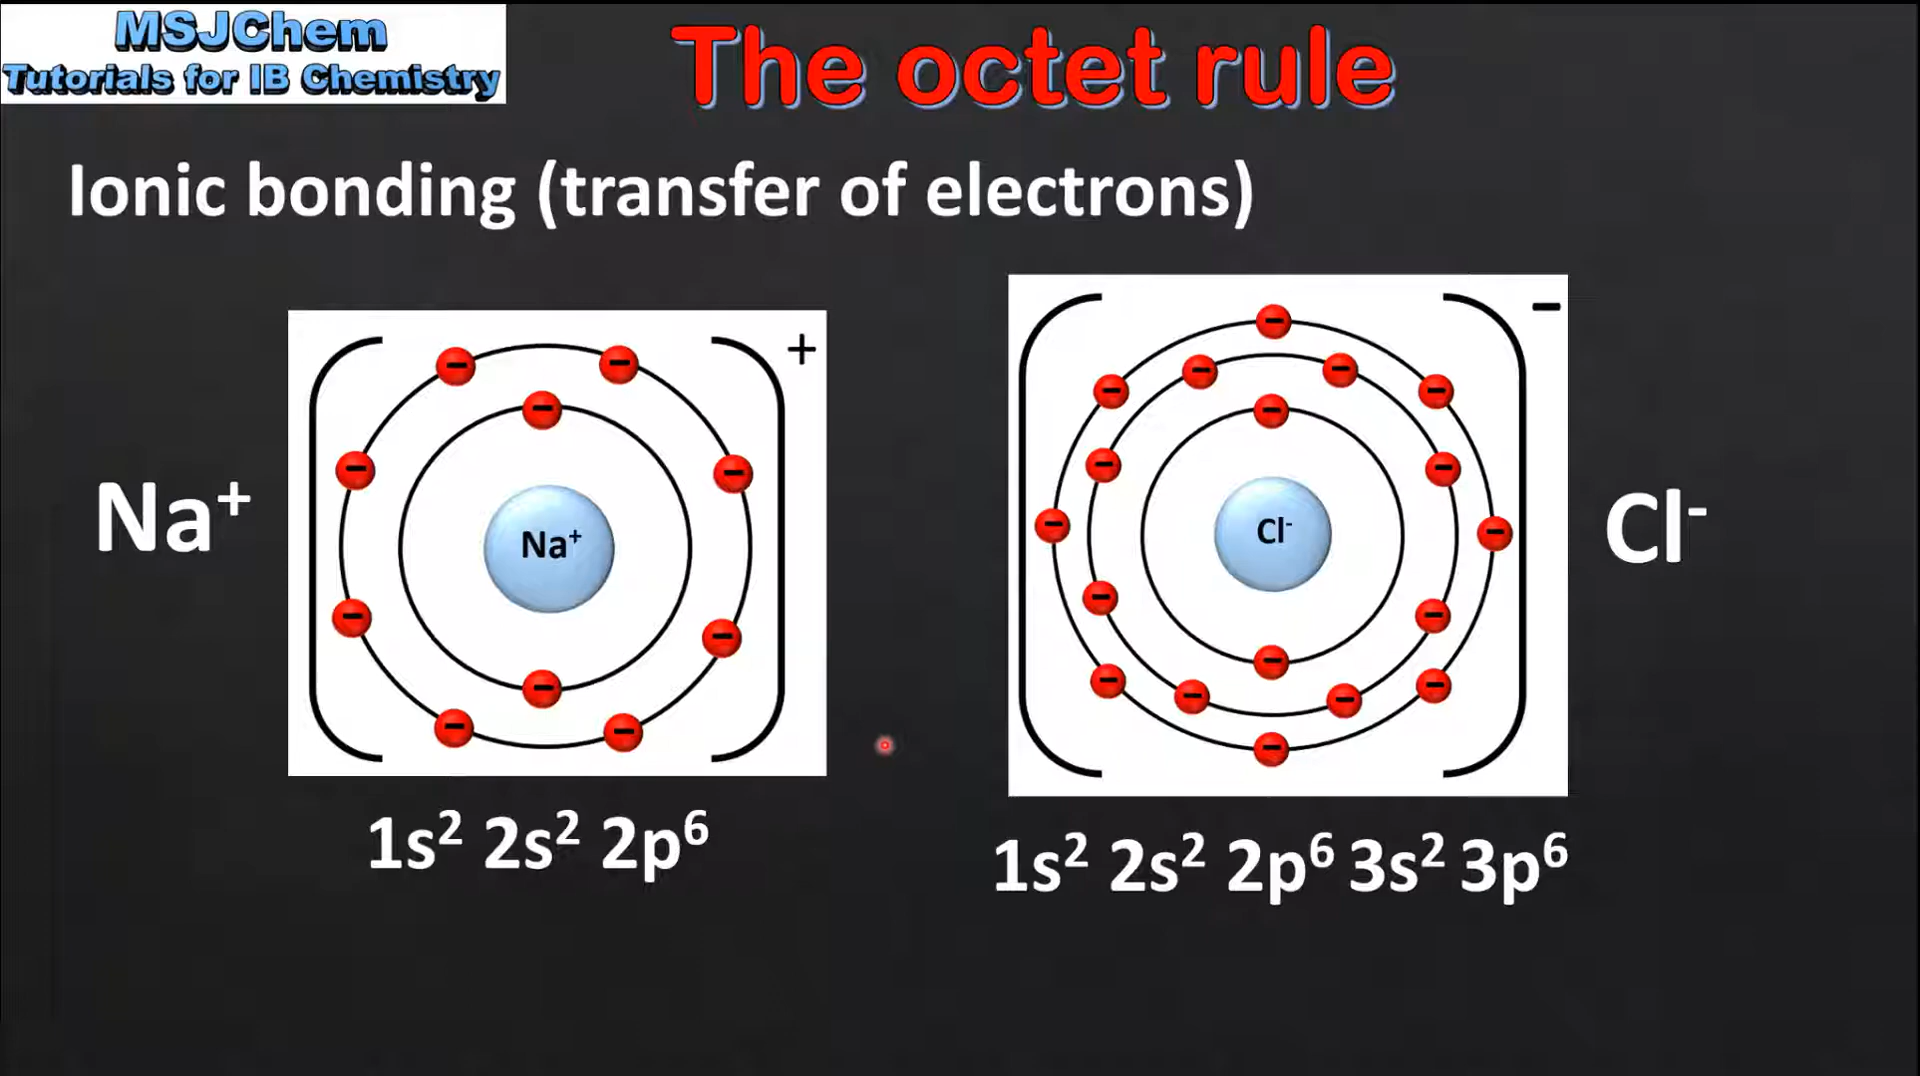 MSJChem
Tutorials for IB Chemistry
The octet rule
Ionic bonding (transfer of electrons)
Na⁺
Na⁺
+
Cl⁻
−
Cl⁻
1s² 2s² 2p⁶
1s² 2s² 2p⁶ 3s² 3p⁶